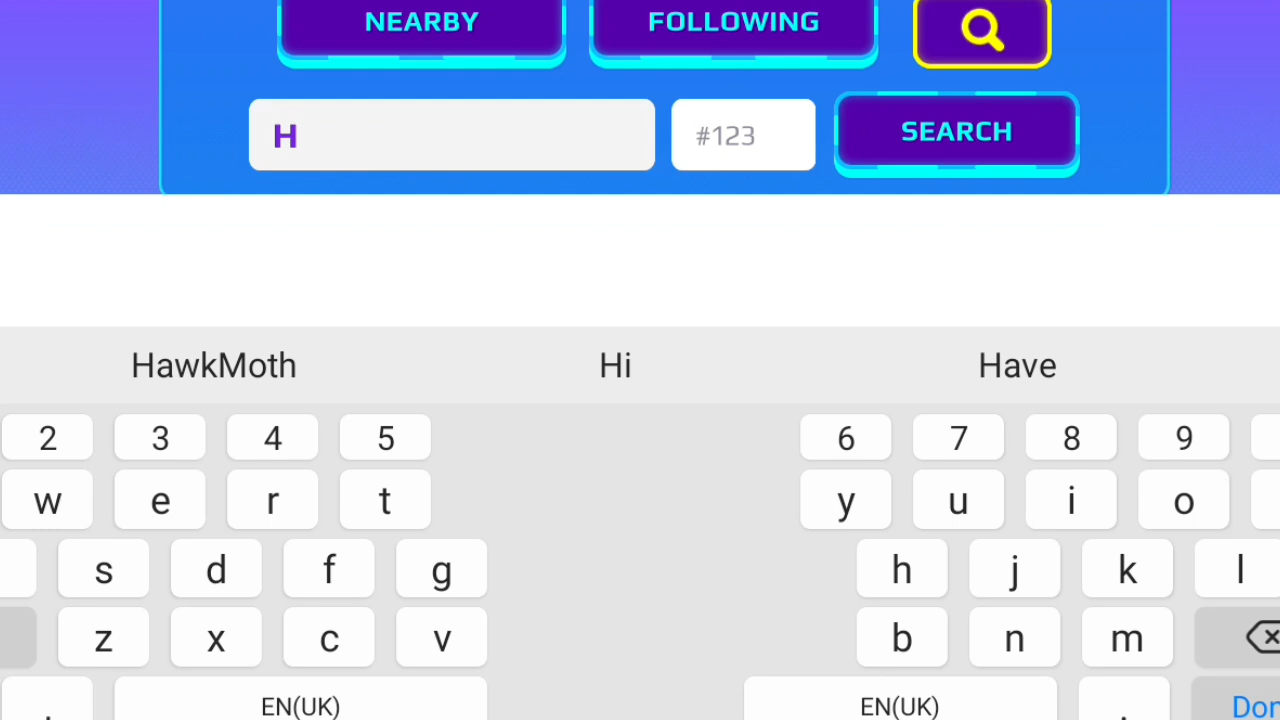 NEARBY FOLLOWING
H #123 SEARCH
HawkMoth Hi Have
2 3 4 5 6 7 8 9
w e r t y u i o
s d f g h j k l
z x c v b n m
EN(UK) EN(UK) .